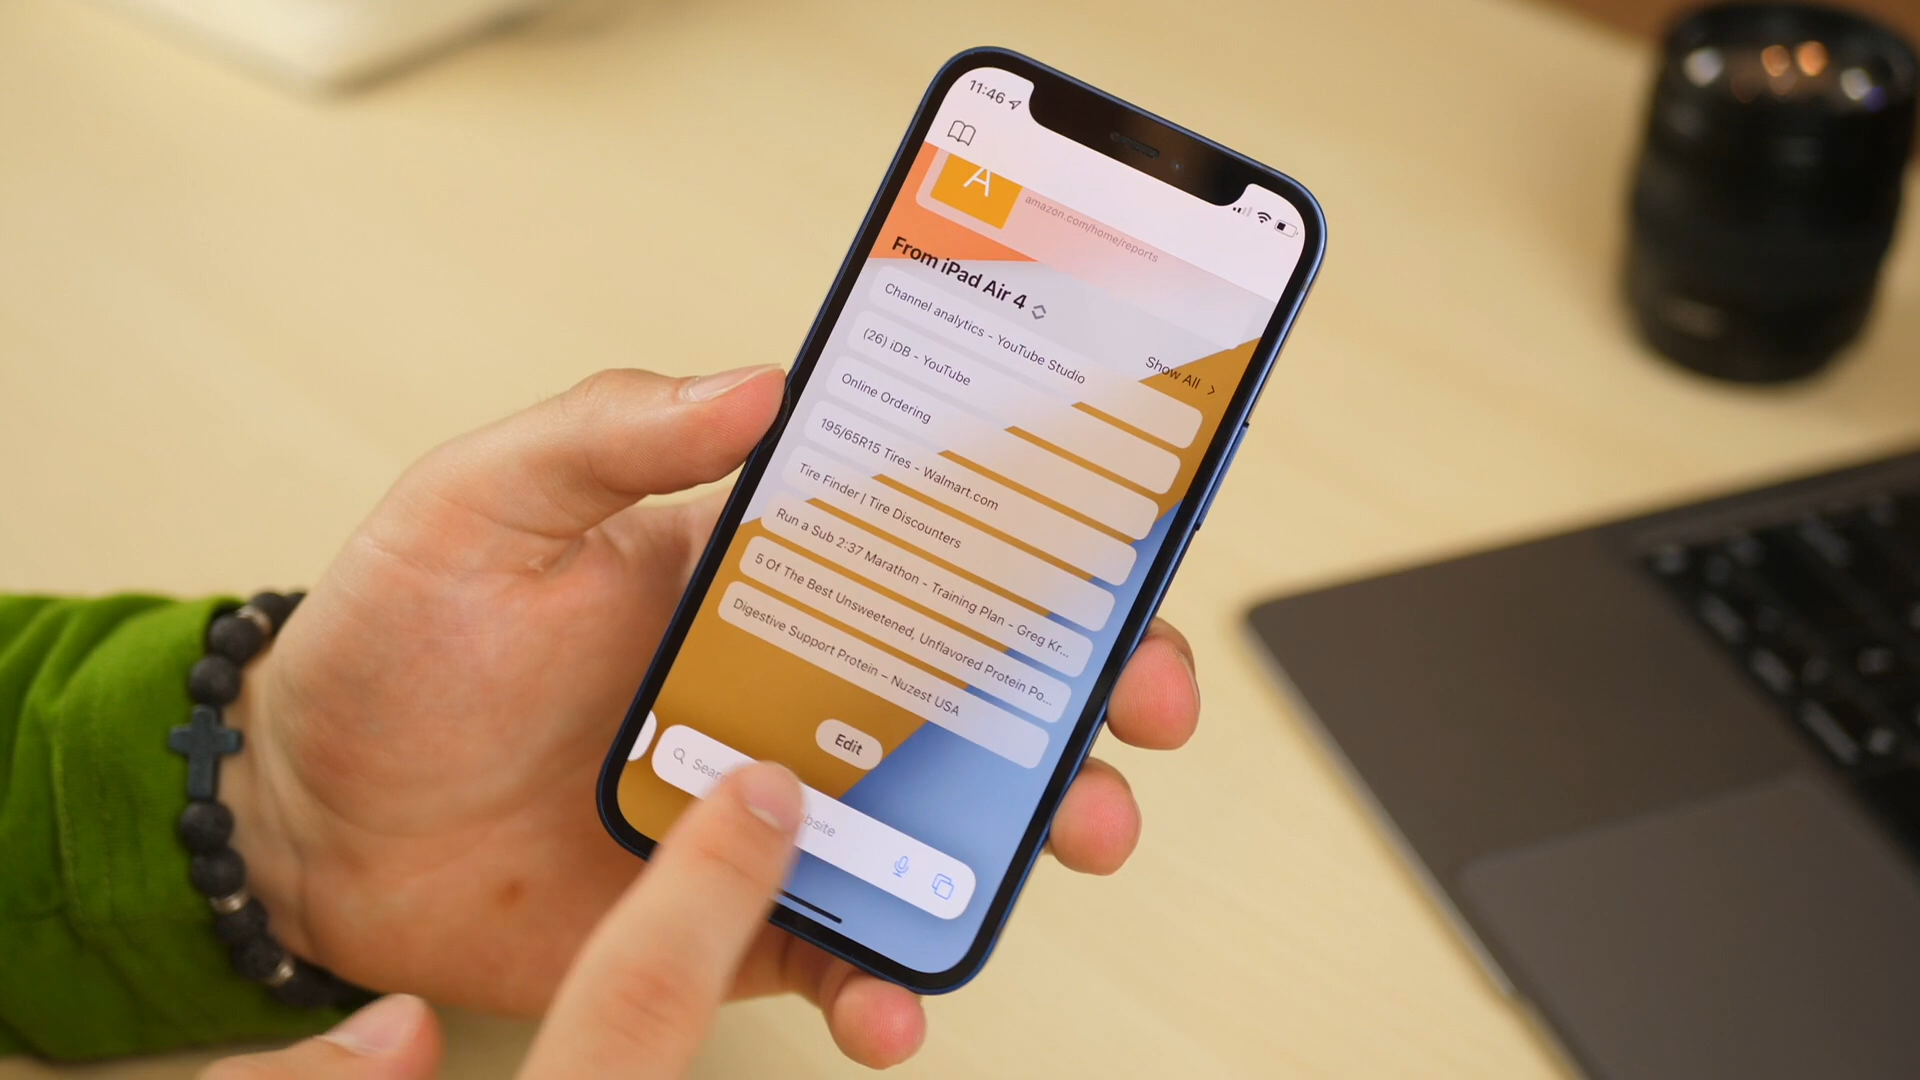 11:46
A
amazon.com/home/reports
From iPad Air 4
Show All
Channel analytics - YouTube Studio
(26) iDB - YouTube
Online Ordering
195/65R15 Tires - Walmart.com
Tire Finder | Tire Discounters
Run a Sub 2:37 Marathon - Training Plan - Greg Kr...
5 Of The Best Unsweetened, Unflavored Protein Po...
Digestive Support Protein – Nuzest USA
Edit